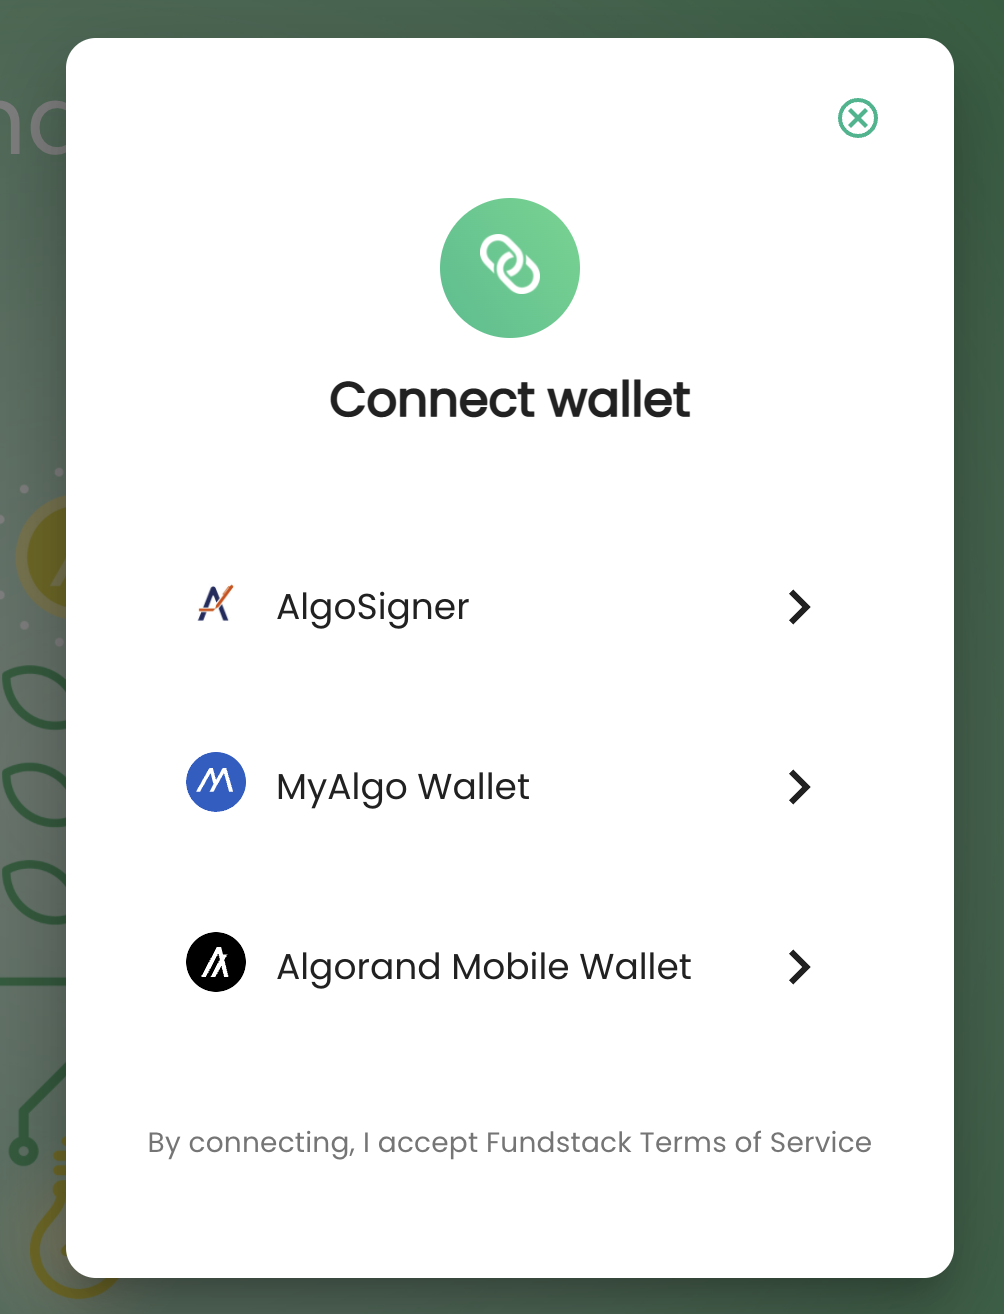 Connect wallet
AlgoSigner
MyAlgo Wallet
Algorand Mobile Wallet
By connecting, I accept Fundstack Terms of Service